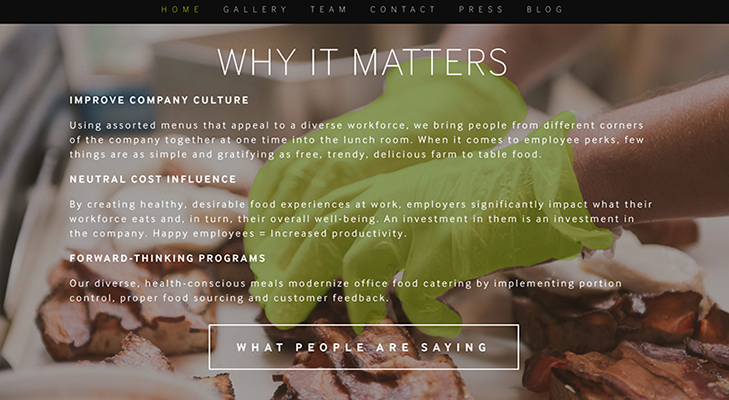 HOME GALLERY TEAM CONTACT PRESS BLOG
WHY IT MATTERS
IMPROVE COMPANY CULTURE
Using assorted menus that appeal to a diverse workforce, we bring people from different corners
of the company together at one time into the lunch room. When it comes to employee perks, few
things are as simple and gratifying as free, trendy, delicious farm to table food.
NEUTRAL COST INFLUENCE
By creating healthy, desirable food experiences at work, employers significantly impact what their
workforce eats and, in turn, their overall well-being. An investment in them is an investment in
the company. Happy employees = Increased productivity.
FORWARD-THINKING PROGRAMS
Our diverse, health-conscious meals modernize office food catering by implementing portion
control, proper food sourcing and customer feedback.
WHAT PEOPLE ARE SAYING